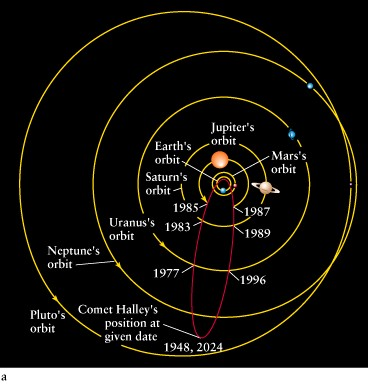 Jupiter's
orbit
Earth's
orbit
Mars's
orbit
Saturn's
orbit
1985
1987
Uranus's
orbit
1983
1989
Neptune's
orbit
1977
1996
Comet Halley's
position at
given date
Pluto's
orbit
1948, 2024
a